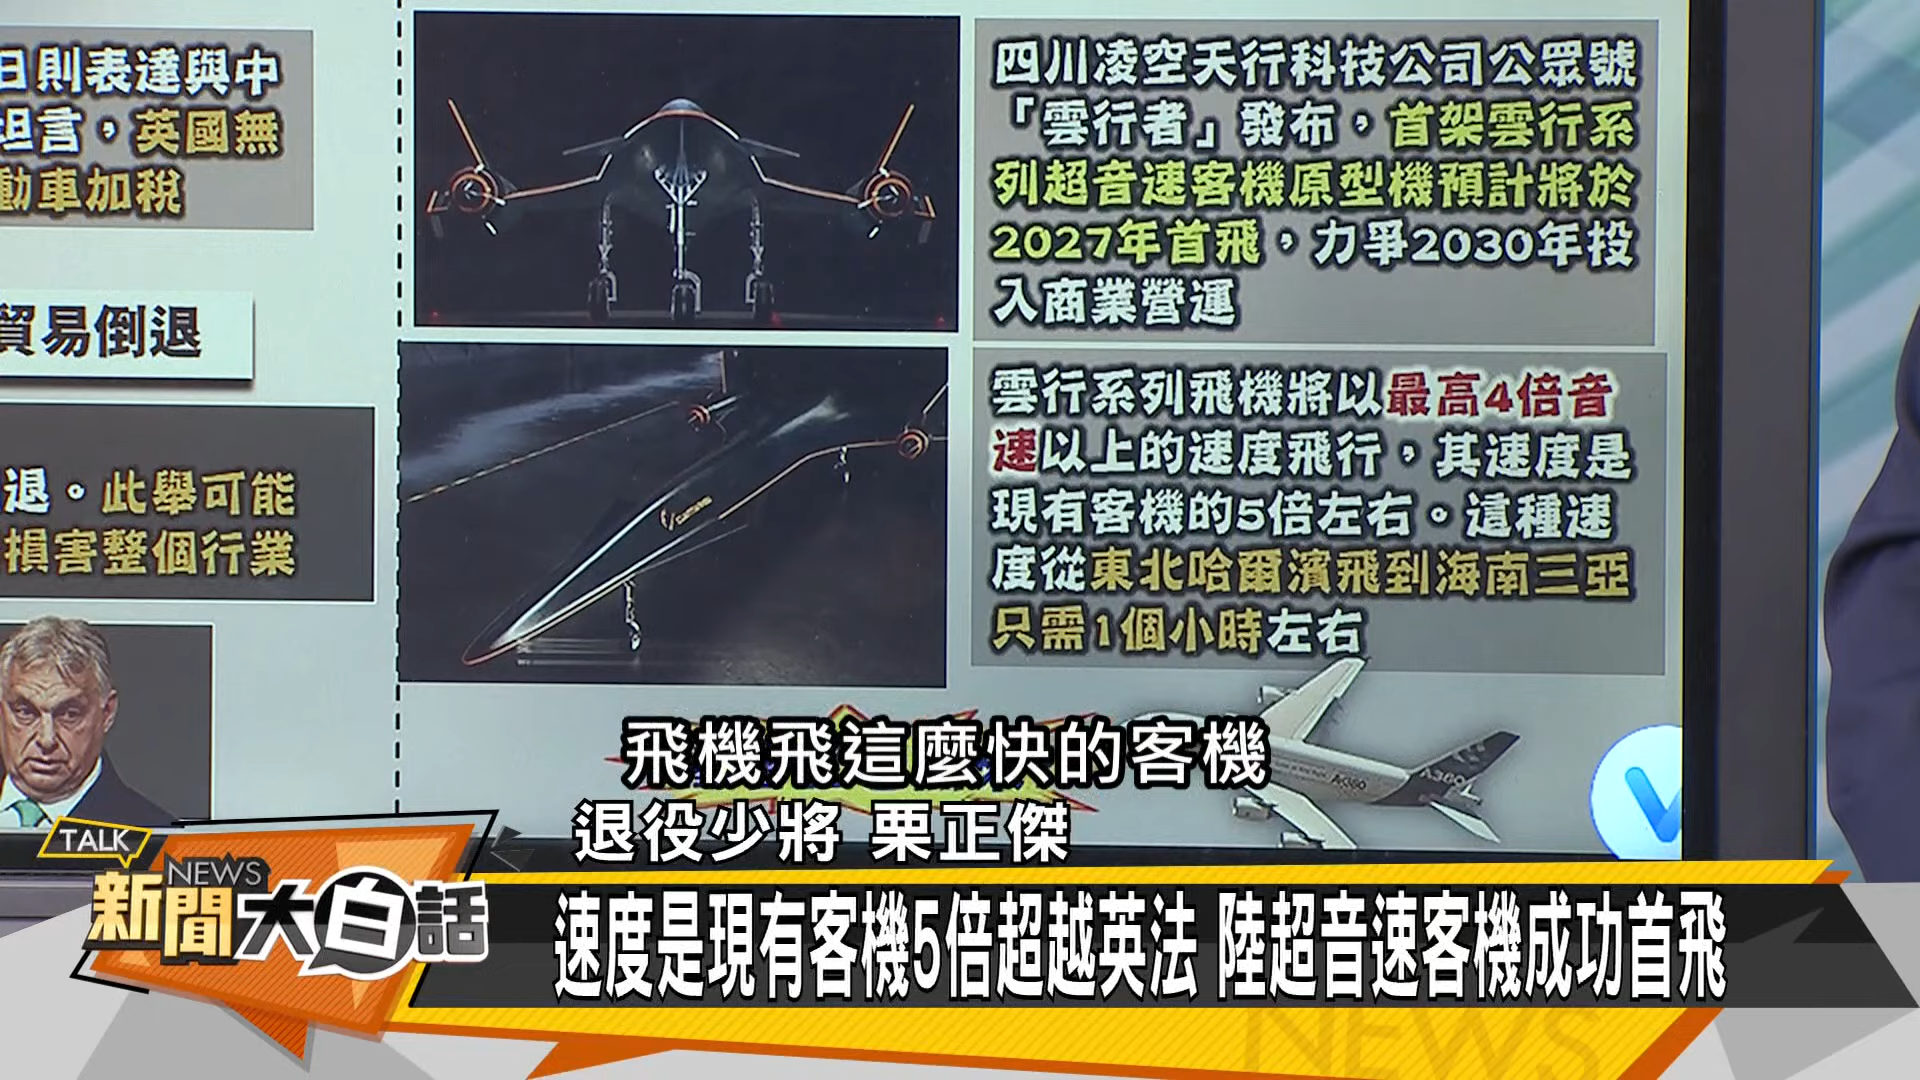 日則表達與中
坦言，英國無
動車加稅
貿易倒退
退。此舉可能
損害整個行業
四川凌空天行科技公司公眾號
「雲行者」發布，首架雲行系
列超音速客機原型機預計將於
2027年首飛，力爭2030年投
入商業營運
雲行系列飛機將以最高4倍音
速以上的速度飛行，其速度是
現有客機的5倍左右。這種速
度從東北哈爾濱飛到海南三亞
只需1個小時左右
A380
飛機飛這麼快的客機
退役少將 栗正傑
TALK
NEWS
新聞大白話
速度是現有客機5倍超越英法 陸超音速客機成功首飛
NEWS